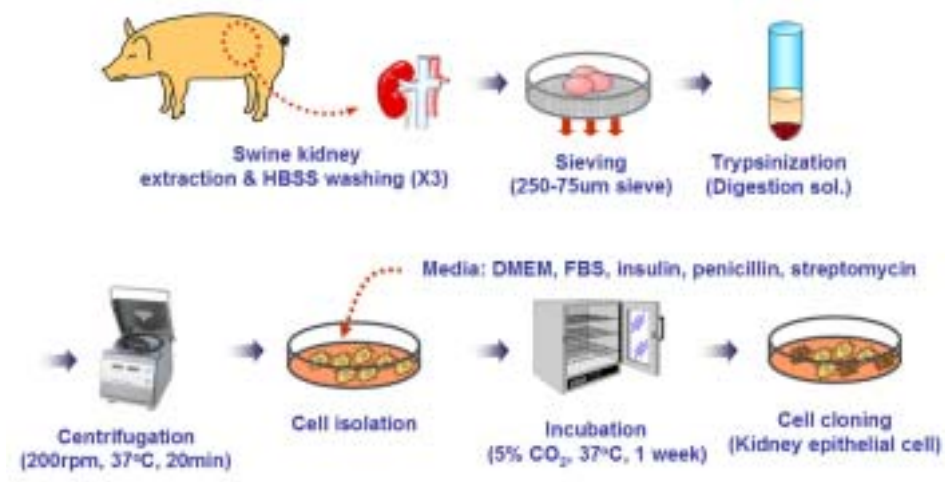 Swine kidney
extraction & HBSS washing (X3)
Sieving
(250-75um sieve)
Trypsinization
(Digestion sol.)
Media: DMEM, FBS, insulin, penicillin, streptomycin
Centrifugation
(200rpm, 37°C, 20min)
Cell isolation
Incubation
(5% CO₂, 37°C, 1 week)
Cell cloning
(Kidney epithelial cell)